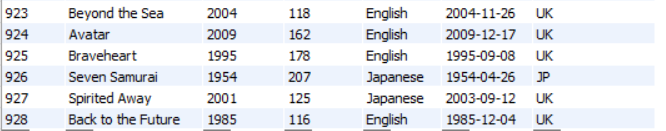 923 Beyond the Sea 2004 118 English 2004-11-26 UK
924 Avatar 2009 162 English 2009-12-17 UK
925 Braveheart 1995 178 English 1995-09-08 UK
926 Seven Samurai 1954 207 Japanese 1954-04-26 JP
927 Spirited Away 2001 125 Japanese 2003-09-12 UK
928 Back to the Future 1985 116 English 1985-12-04 UK